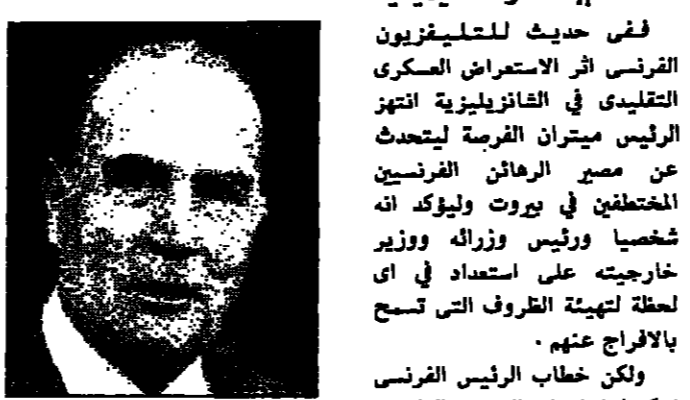 ففى حديث للتليفزيون
الفرنسى اثر الاستعراض العسكرى
التقليدى في الشانزيليزية انتهز
الرئيس ميتران الفرصة ليتحدث
عن مصير الرهائن الفرنسيين
المختطفين في بيروت وليؤكد انه
شخصيا ورئيس وزرائه ووزير
خارجيته على استعداد في اى
لحظة لتهيئة الظروف التى تسمح
بالافراج عنهم ٠
ولكن خطاب الرئيس الفرنسى